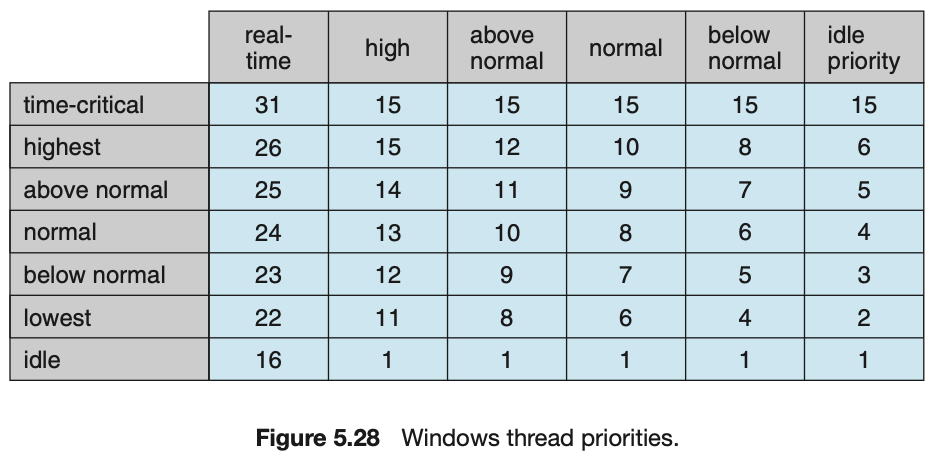 real-time high above normal normal below normal idle priority
time-critical 31 15 15 15 15 15
highest 26 15 12 10 8 6
above normal 25 14 11 9 7 5
normal 24 13 10 8 6 4
below normal 23 12 9 7 5 3
lowest 22 11 8 6 4 2
idle 16 1 1 1 1 1
Figure 5.28 Windows thread priorities.